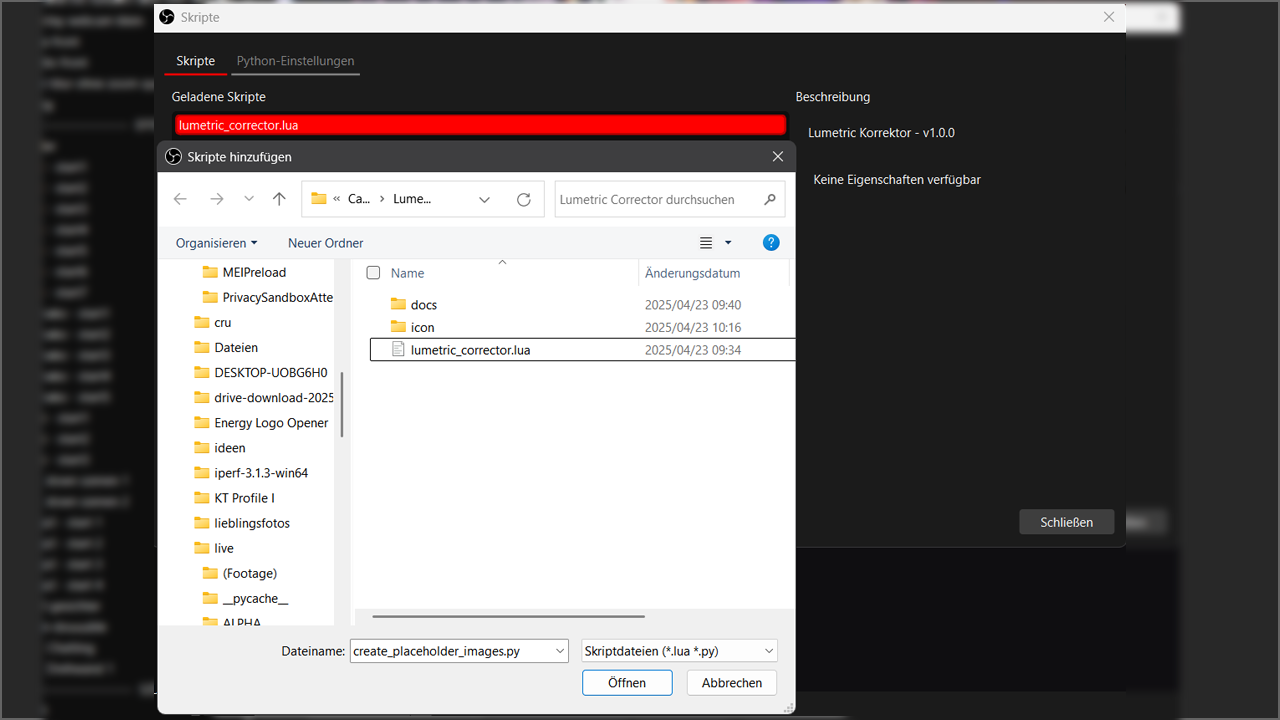 Skripte
Skripte Python-Einstellungen
Geladene Skripte
lumetric_corrector.lua
Beschreibung
Lumetric Korrektor - v1.0.0
Keine Eigenschaften verfügbar
Schließen
Skripte hinzufügen
« Ca... › Lume...
Lumetric Corrector durchsuchen
Organisieren Neuer Ordner
MEIPreload
PrivacySandboxAtte
cru
Dateien
DESKTOP-UOBG6H0
drive-download-2025
Energy Logo Opener
ideen
iperf-3.1.3-win64
KT Profile I
lieblingsfotos
live
(Footage)
__pycache__
ALPHA
Name Änderungsdatum
docs 2025/04/23 09:40
icon 2025/04/23 10:16
lumetric_corrector.lua 2025/04/23 09:34
Dateiname: create_placeholder_images.py Skriptdateien (*.lua *.py)
Öffnen Abbrechen